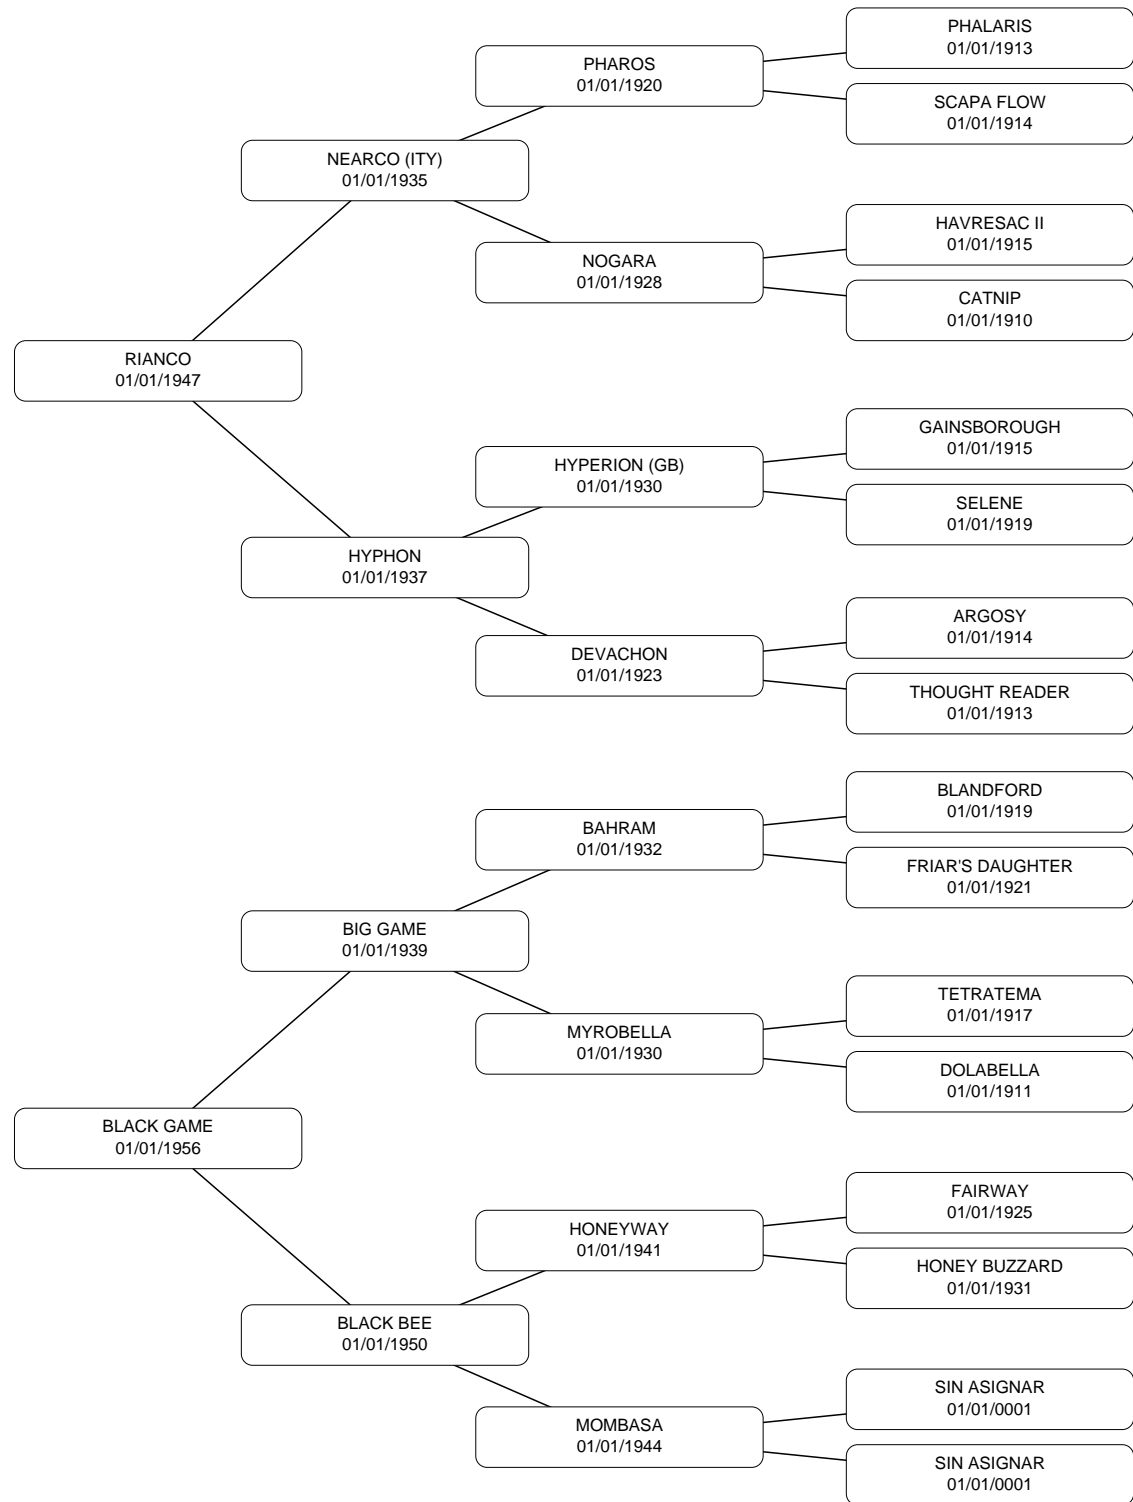 PHALARIS
01/01/1913
PHAROS
01/01/1920
SCAPA FLOW
01/01/1914
NEARCO (ITY)
01/01/1935
HAVRESAC II
01/01/1915
NOGARA
01/01/1928
CATNIP
01/01/1910
RIANCO
01/01/1947
GAINSBOROUGH
01/01/1915
HYPERION (GB)
01/01/1930
SELENE
01/01/1919
HYPHON
01/01/1937
ARGOSY
01/01/1914
DEVACHON
01/01/1923
THOUGHT READER
01/01/1913
BLANDFORD
01/01/1919
BAHRAM
01/01/1932
FRIAR'S DAUGHTER
01/01/1921
BIG GAME
01/01/1939
TETRATEMA
01/01/1917
MYROBELLA
01/01/1930
DOLABELLA
01/01/1911
BLACK GAME
01/01/1956
FAIRWAY
01/01/1925
HONEYWAY
01/01/1941
HONEY BUZZARD
01/01/1931
BLACK BEE
01/01/1950
SIN ASIGNAR
01/01/0001
MOMBASA
01/01/1944
SIN ASIGNAR
01/01/0001